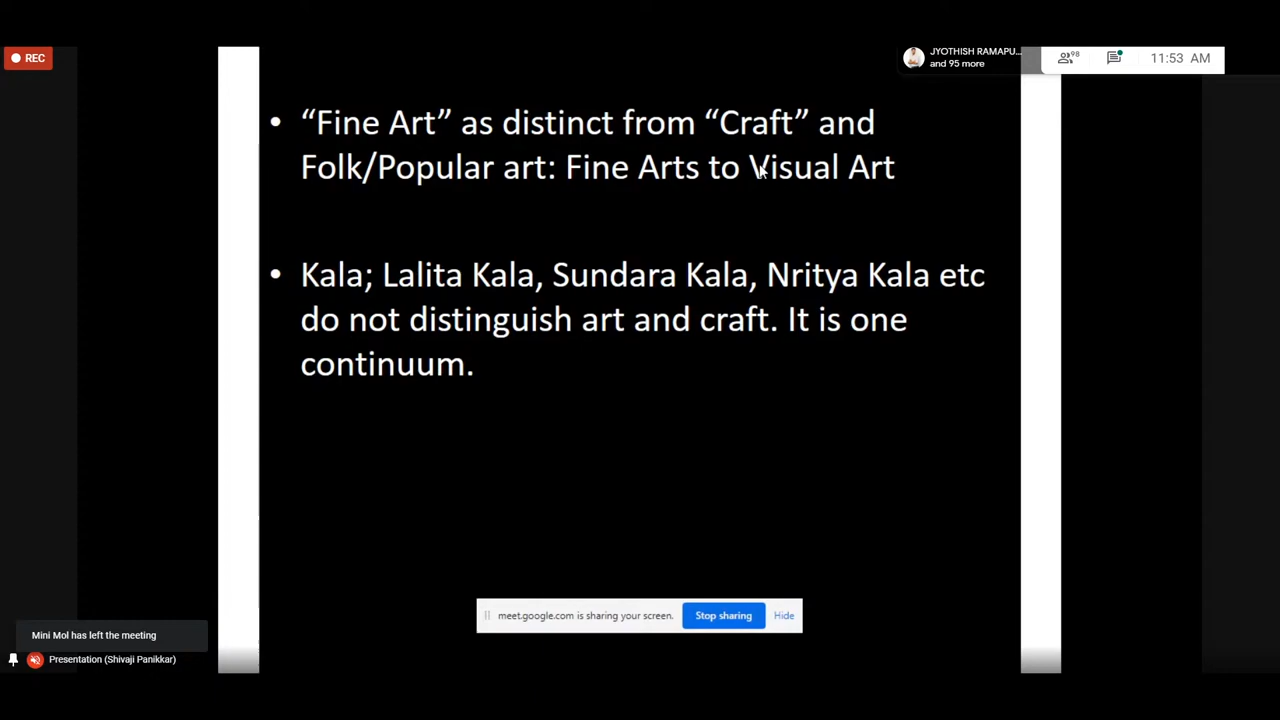 REC
JYOTHISH RAMAPU...
and 95 more
98
11:53 AM
• “Fine Art” as distinct from “Craft” and
Folk/Popular art: Fine Arts to Visual Art
• Kala; Lalita Kala, Sundara Kala, Nritya Kala etc
do not distinguish art and craft. It is one
continuum.
meet.google.com is sharing your screen. Stop sharing Hide
Mini Mol has left the meeting
Presentation (Shivaji Panikkar)